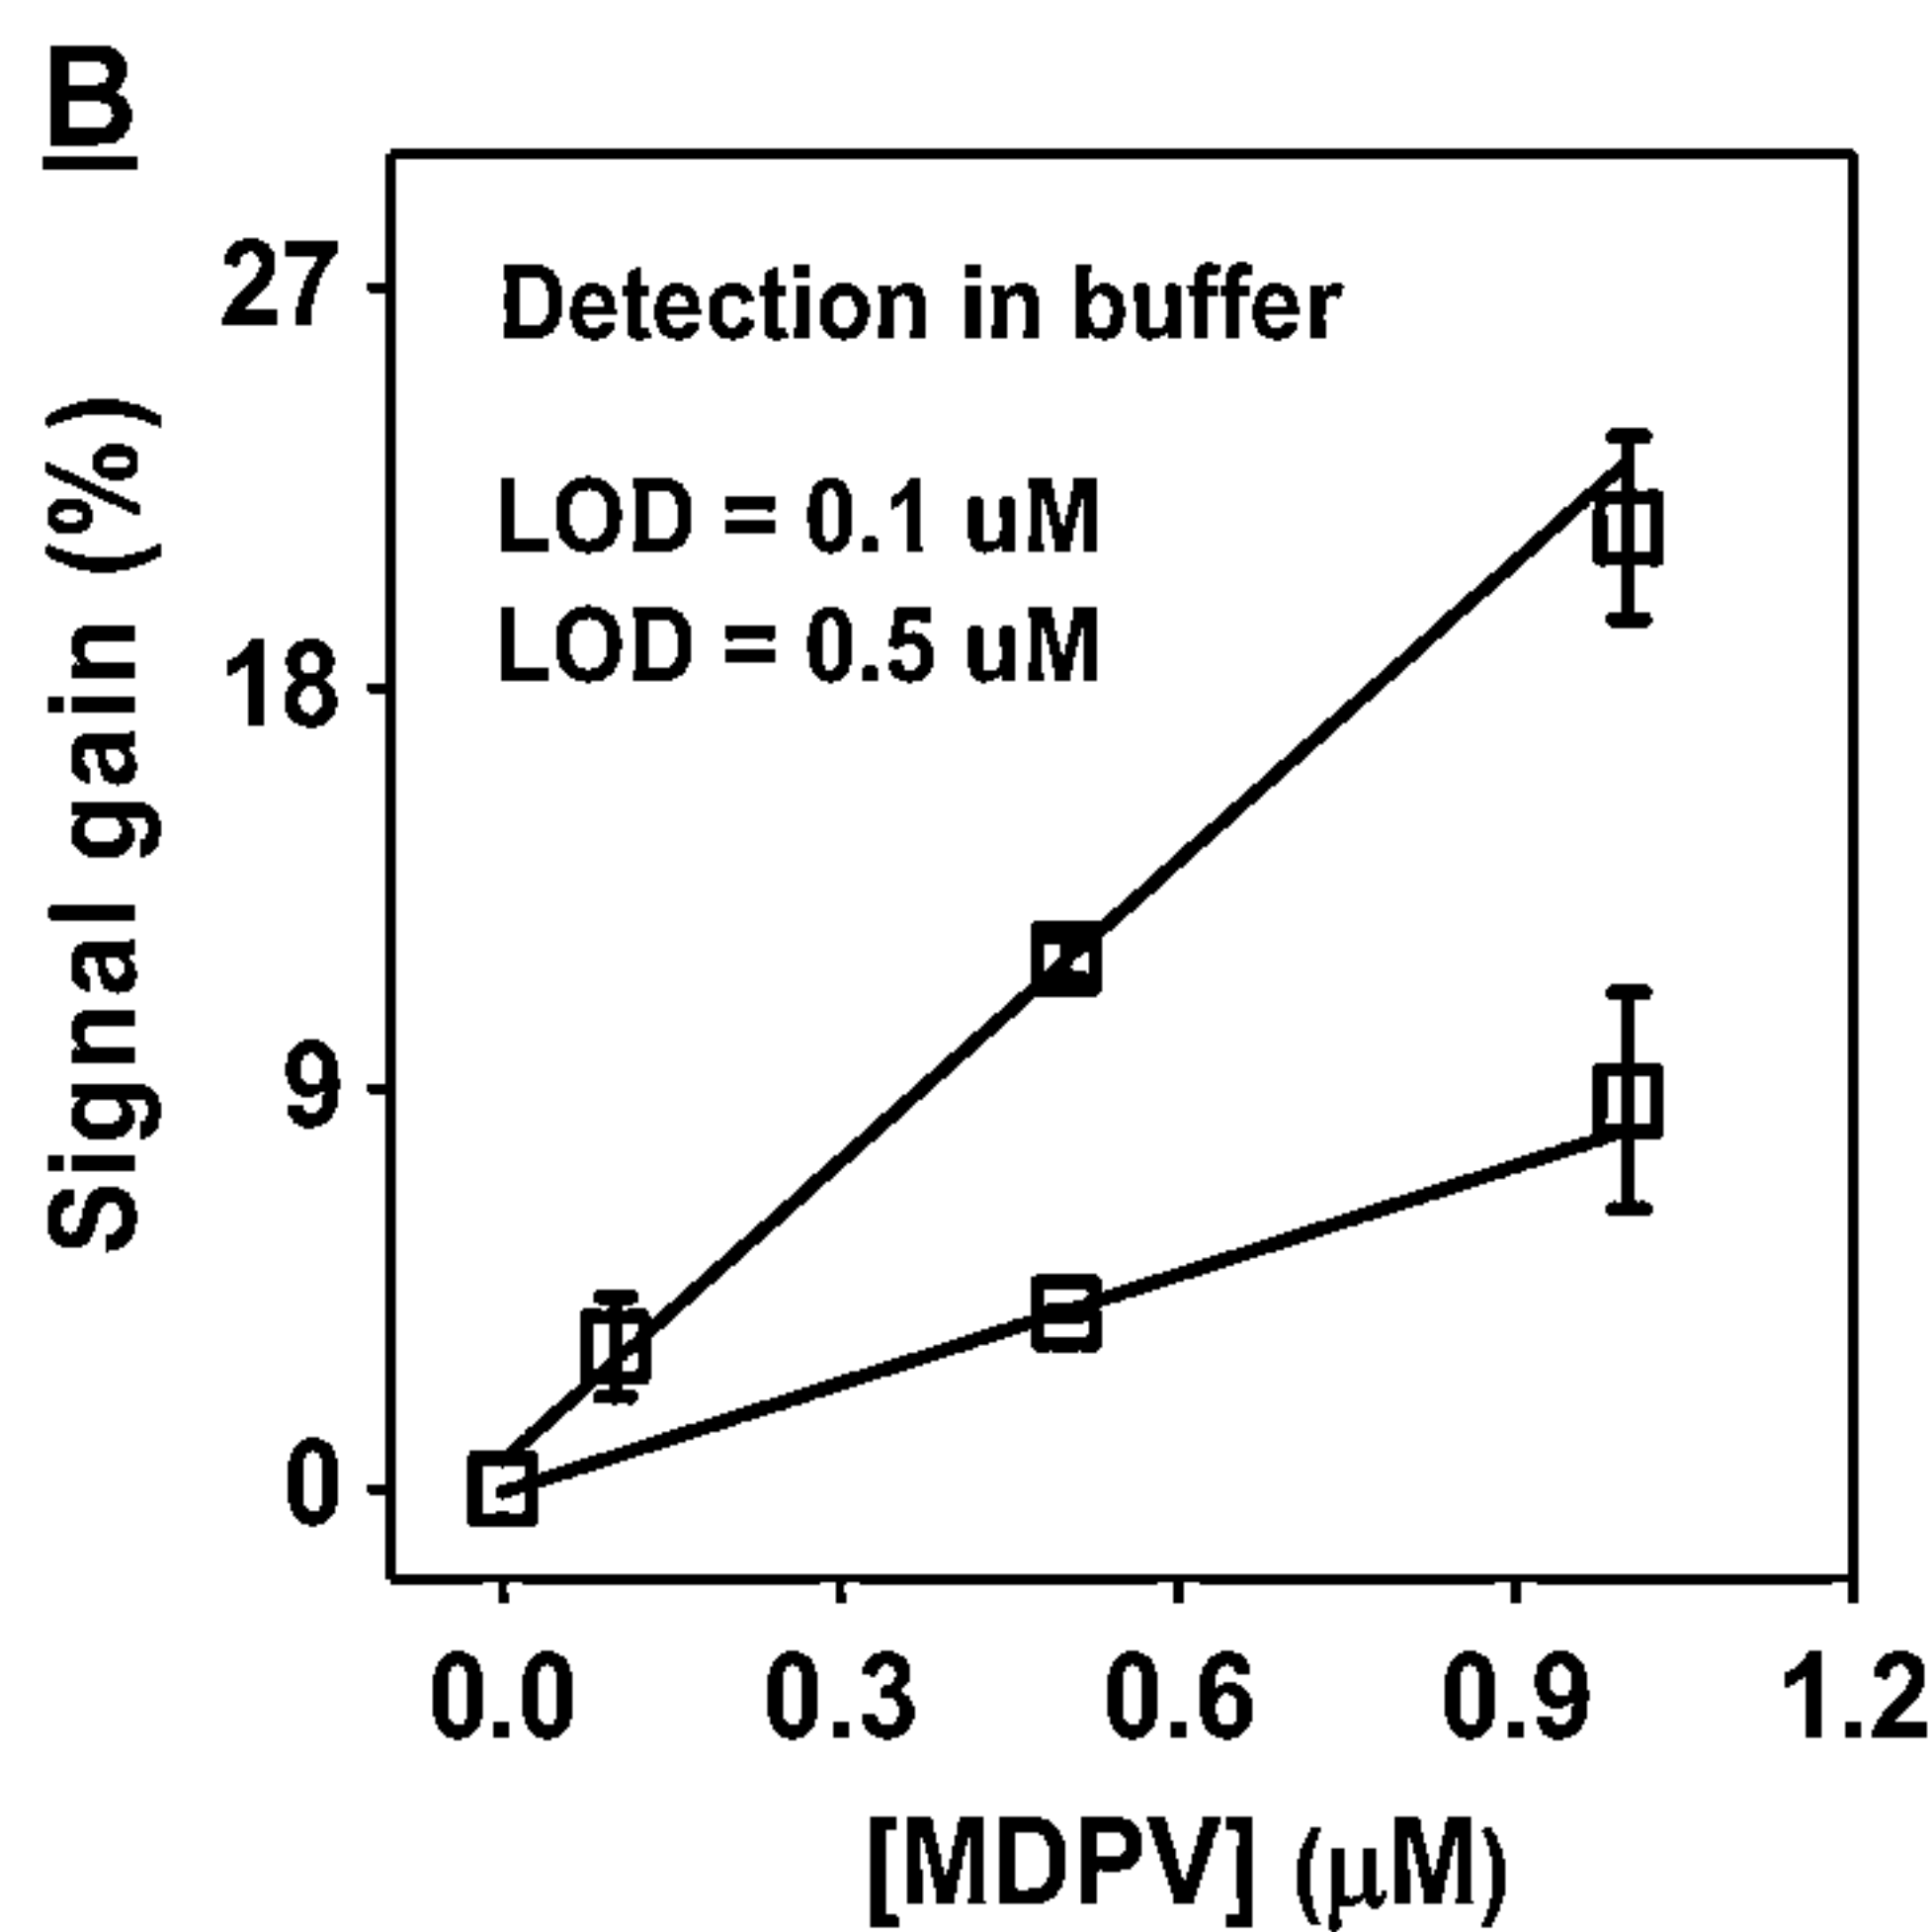 B
27
18
9
0
Signal gain (%)
Detection in buffer
LOD = 0.1 uM
LOD = 0.5 uM
0.0 0.3 0.6 0.9 1.2
[MDPV] (μM)